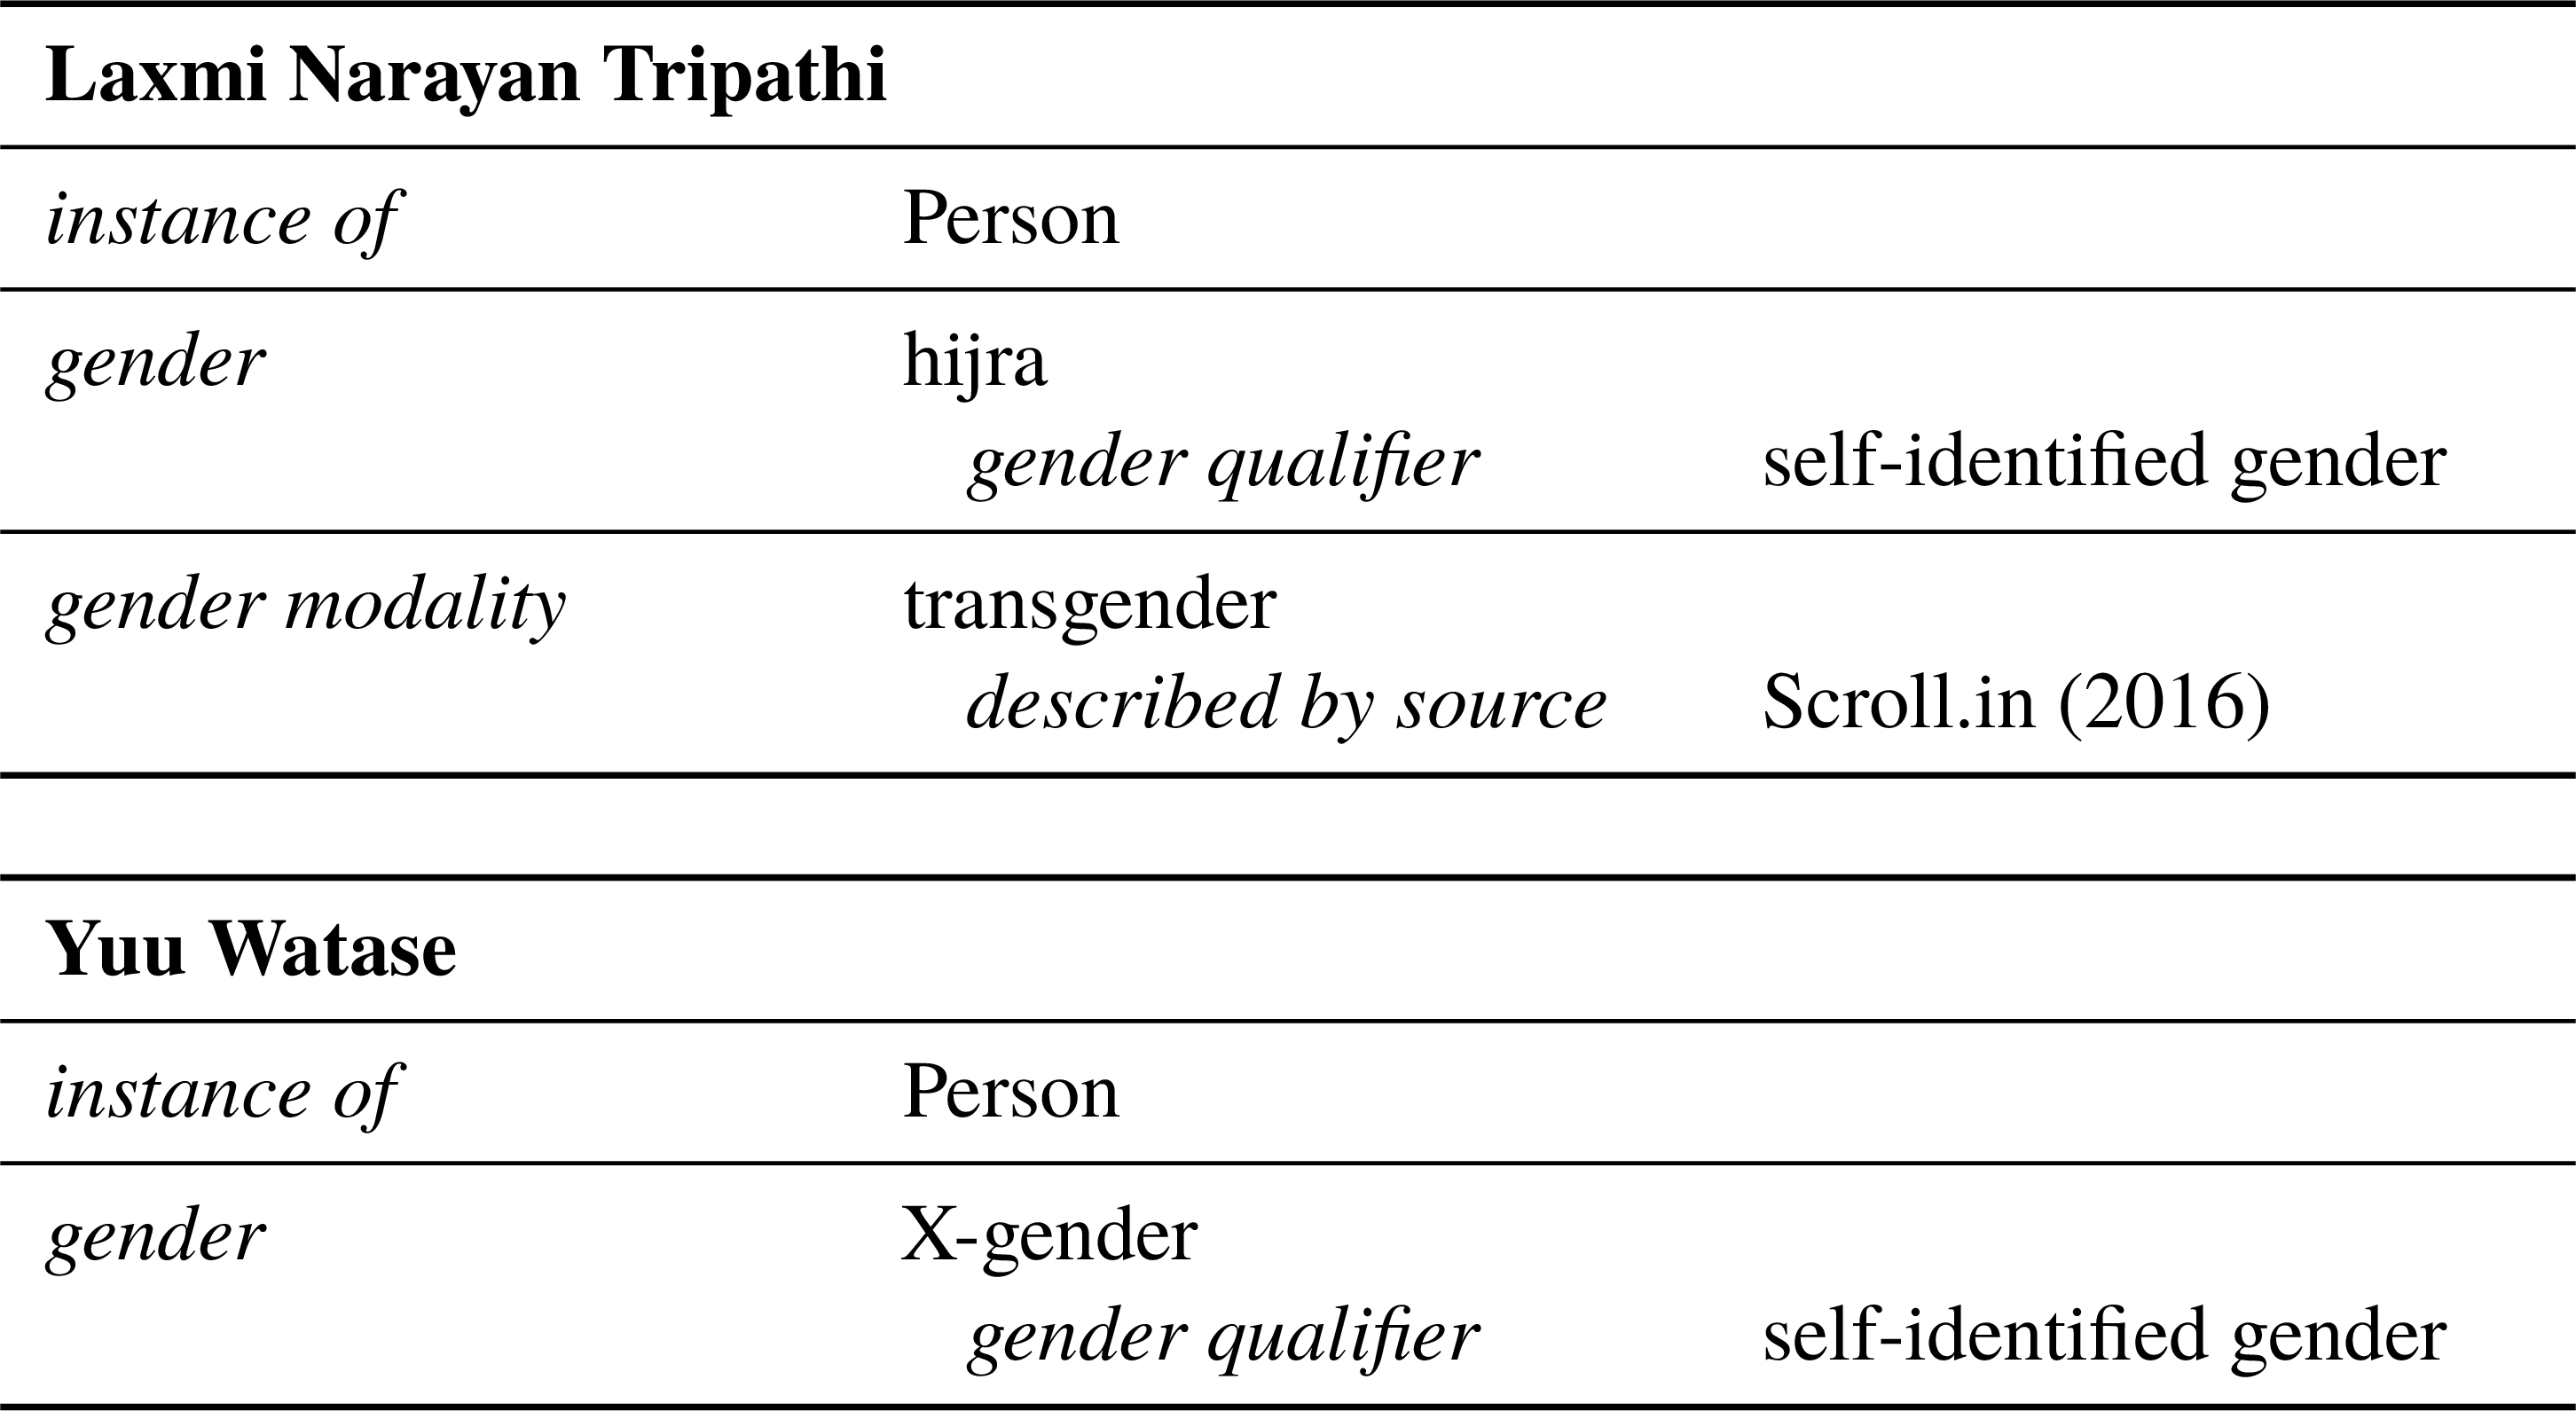 Laxmi Narayan Tripathi
instance of Person
gender hijra
gender qualifier self-identified gender
gender modality transgender
described by source Scroll.in (2016)
Yuu Watase
instance of Person
gender X-gender
gender qualifier self-identified gender